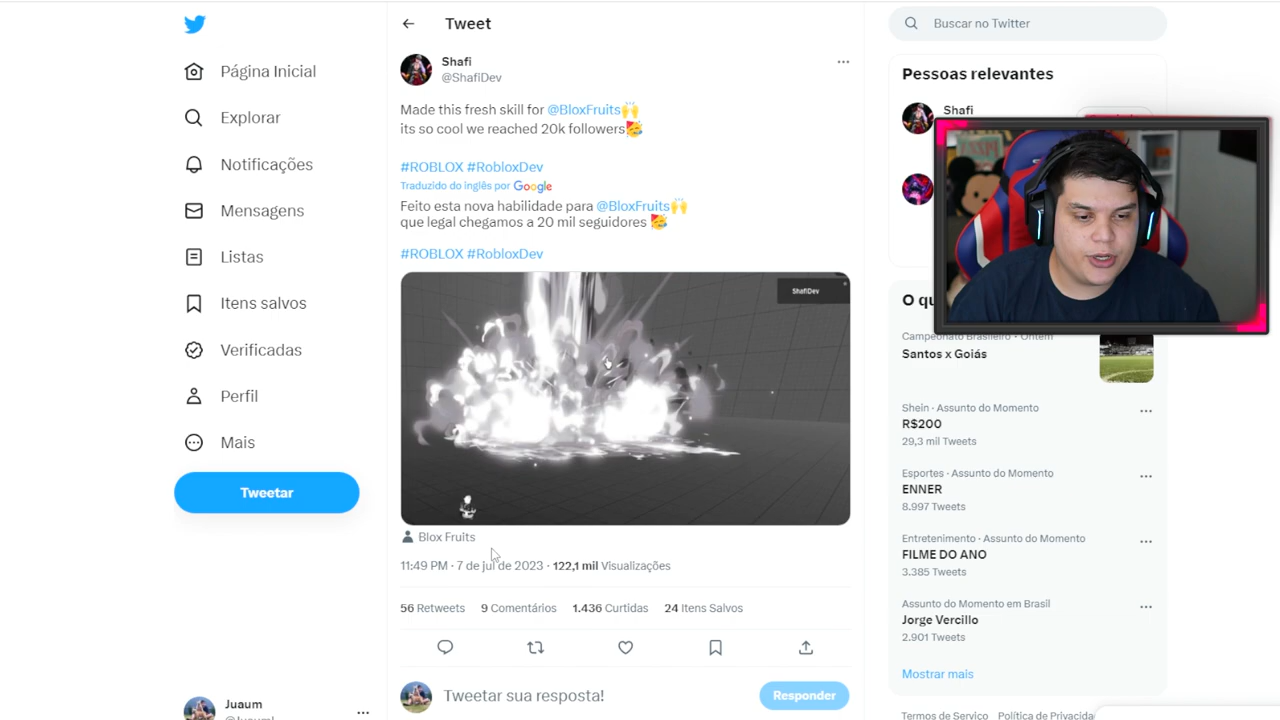 Página Inicial
Explorar
Notificações
Mensagens
Listas
Itens salvos
Verificadas
Perfil
Mais
Tweetar
Juaum
Tweet
Shafi
@ShafiDev
Made this fresh skill for @BloxFruits🙌
its so cool we reached 20k followers🥳
#ROBLOX #RobloxDev
Traduzido do inglês por Google
Feito esta nova habilidade para @BloxFruits🙌
que legal chegamos a 20 mil seguidores 🥳
#ROBLOX #RobloxDev
ShafiDev
Blox Fruits
11:49 PM · 7 de jul de 2023 · 122,1 mil Visualizações
56 Retweets 9 Comentários 1.436 Curtidas 24 Itens Salvos
Tweetar sua resposta!
Responder
Buscar no Twitter
Pessoas relevantes
Shafi
O
Campeonato Brasileiro · Ontem
Santos x Goiás
Shein · Assunto do Momento
R$200
29,3 mil Tweets
Esportes · Assunto do Momento
ENNER
8.997 Tweets
Entretenimento · Assunto do Momento
FILME DO ANO
3.385 Tweets
Assunto do Momento em Brasil
Jorge Vercillo
2.901 Tweets
Mostrar mais
Termos de Serviço Política de Privacida